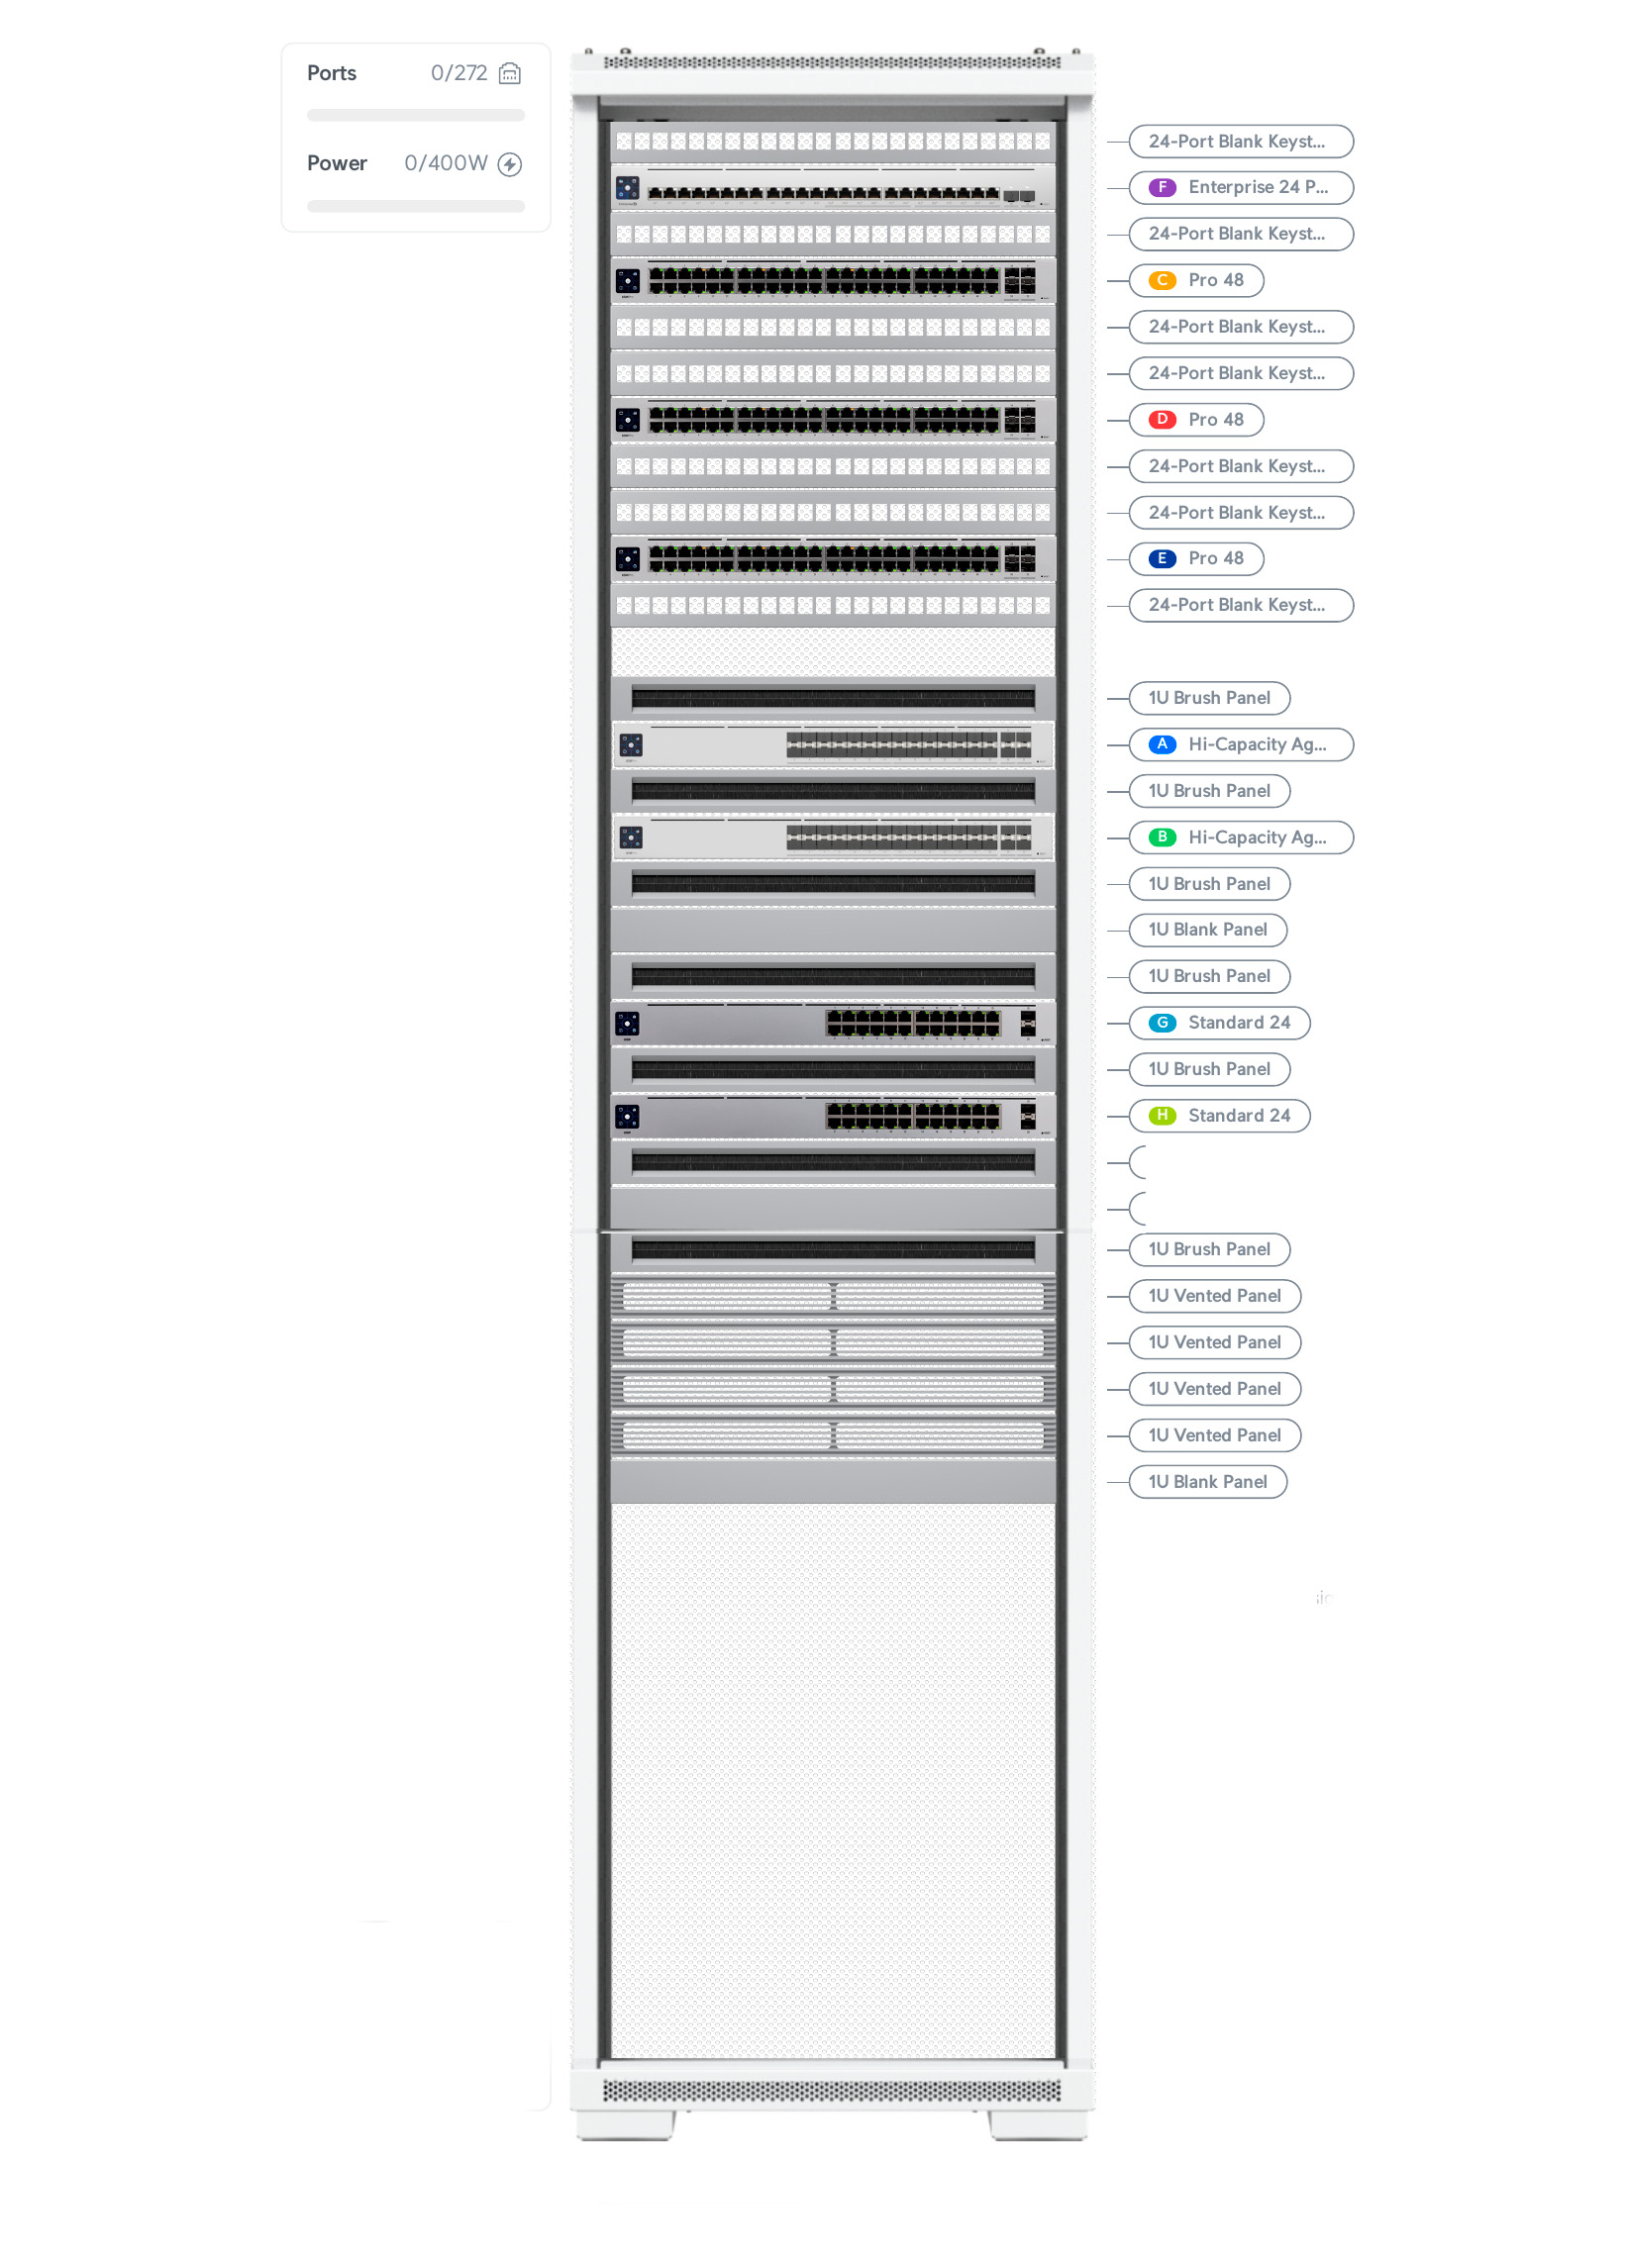 Ports 0/272
Power 0/400W
24-Port Blank Keyst...
F Enterprise 24 P...
24-Port Blank Keyst...
C Pro 48
24-Port Blank Keyst...
24-Port Blank Keyst...
D Pro 48
24-Port Blank Keyst...
24-Port Blank Keyst...
E Pro 48
24-Port Blank Keyst...
1U Brush Panel
A Hi-Capacity Ag...
1U Brush Panel
B Hi-Capacity Ag...
1U Brush Panel
1U Blank Panel
1U Brush Panel
G Standard 24
1U Brush Panel
H Standard 24
1U Brush Panel
1U Vented Panel
1U Vented Panel
1U Vented Panel
1U Vented Panel
1U Blank Panel